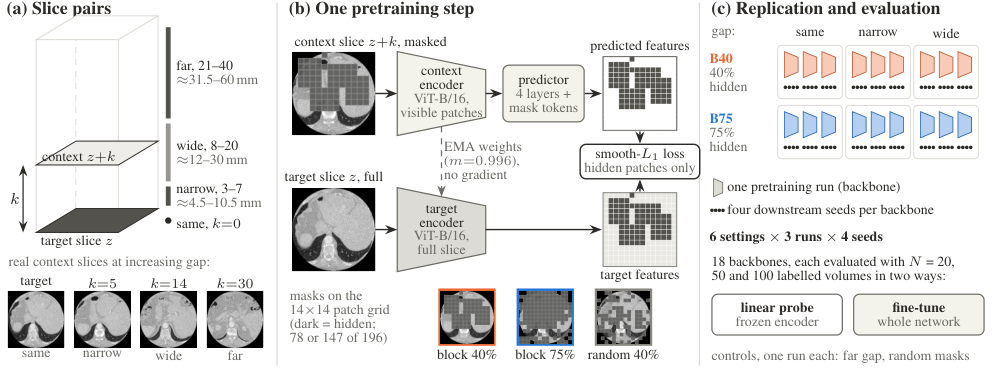 (a) Slice pairs
far, 21–40
≈31.5–60 mm
wide, 8–20
≈12–30 mm
context z+k
narrow, 3–7
≈4.5–10.5 mm
k
same, k=0
target slice z
real context slices at increasing gap:
target
k=5
k=14
k=30
same
narrow
wide
far
(b) One pretraining step
context slice z+k, masked
context
encoder
ViT-B/16,
visible patches
predictor
4 layers +
mask tokens
predicted features
EMA weights
(m=0.996),
no gradient
smooth-L1 loss
hidden patches only
target slice z, full
target
encoder
ViT-B/16,
full slice
target features
masks on the
14×14 patch grid
(dark = hidden;
78 or 147 of 196)
block 40%
block 75%
random 40%
(c) Replication and evaluation
gap:
same
narrow
wide
B40
40%
hidden
B75
75%
hidden
one pretraining run (backbone)
four downstream seeds per backbone
6 settings × 3 runs × 4 seeds
18 backbones, each evaluated with N = 20,
50 and 100 labelled volumes in two ways:
linear probe
frozen encoder
fine-tune
whole network
controls, one run each: far gap, random masks